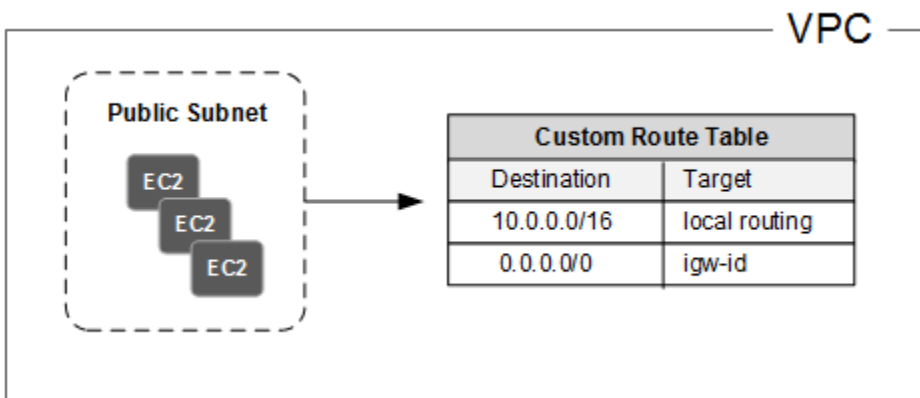 VPC
Public Subnet
EC2
EC2
EC2
Custom Route Table
Destination Target
10.0.0.0/16 local routing
0.0.0.0/0 igw-id